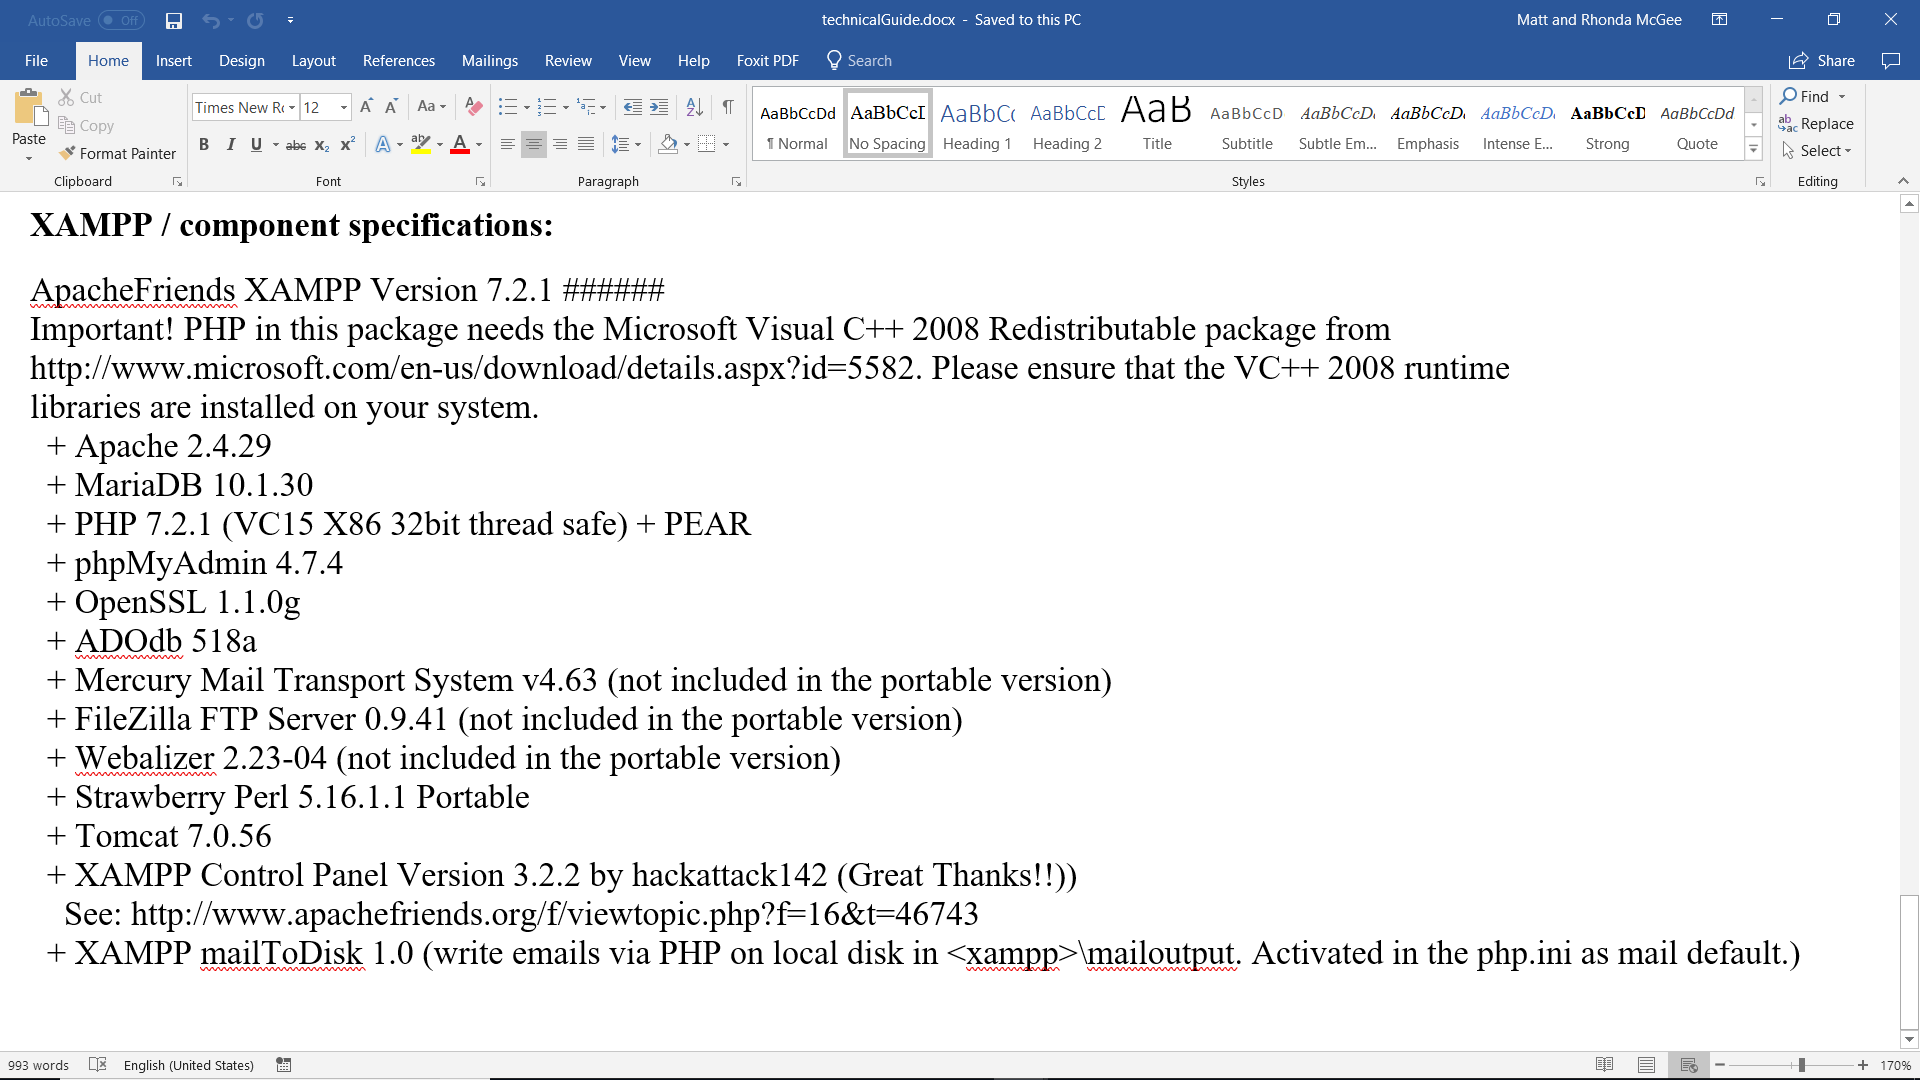 AutoSave Off
technicalGuide.docx - Saved to this PC
Matt and Rhonda McGee
File Home Insert Design Layout References Mailings Review View Help Foxit PDF Search
Share
Paste
Cut
Copy
Format Painter
Clipboard
Times New Ro 12
Font
Paragraph
AaBbCcDd AaBbCcI AaBbCc AaBbCcD AaB AaBbCcD AaBbCcDd AaBbCcDd AaBbCcDd AaBbCcD AaBbCcDd
¶ Normal No Spacing Heading 1 Heading 2 Title Subtitle Subtle Em... Emphasis Intense E... Strong Quote
Styles
Find
Replace
Select
Editing
XAMPP / component specifications:
ApacheFriends XAMPP Version 7.2.1 ######
Important! PHP in this package needs the Microsoft Visual C++ 2008 Redistributable package from
http://www.microsoft.com/en-us/download/details.aspx?id=5582. Please ensure that the VC++ 2008 runtime
libraries are installed on your system.
+ Apache 2.4.29
+ MariaDB 10.1.30
+ PHP 7.2.1 (VC15 X86 32bit thread safe) + PEAR
+ phpMyAdmin 4.7.4
+ OpenSSL 1.1.0g
+ ADOdb 518a
+ Mercury Mail Transport System v4.63 (not included in the portable version)
+ FileZilla FTP Server 0.9.41 (not included in the portable version)
+ Webalizer 2.23-04 (not included in the portable version)
+ Strawberry Perl 5.16.1.1 Portable
+ Tomcat 7.0.56
+ XAMPP Control Panel Version 3.2.2 by hackattack142 (Great Thanks!!))
See: http://www.apachefriends.org/f/viewtopic.php?f=16&t=46743
+ XAMPP mailToDisk 1.0 (write emails via PHP on local disk in <xampp>\mailoutput. Activated in the php.ini as mail default.)
993 words English (United States) 170%